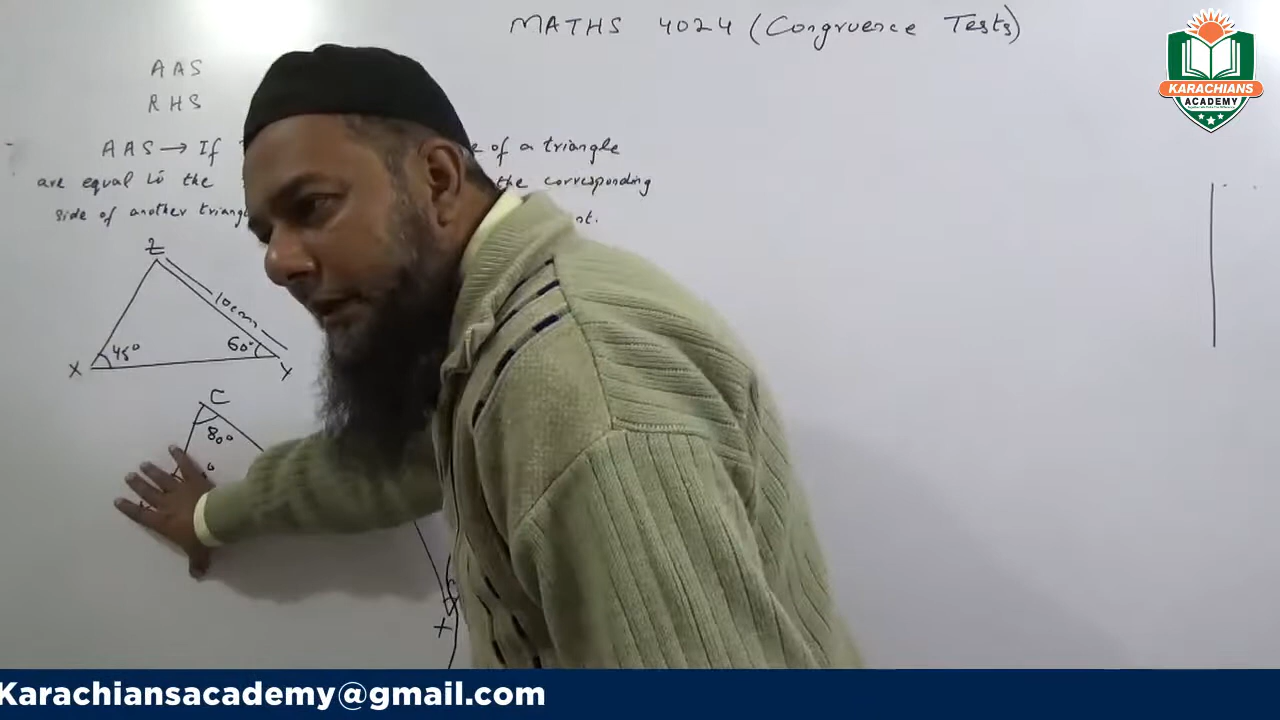 MATHS 4024 (Congruence Tests)
KARACHIANS
ACADEMY
AAS
RHS
AAS → If of a triangle
are equal to the the corresponding
side of another
Z
10cm
45°
60°
X
Y
C
80°
X
Karachiansacademy@gmail.com